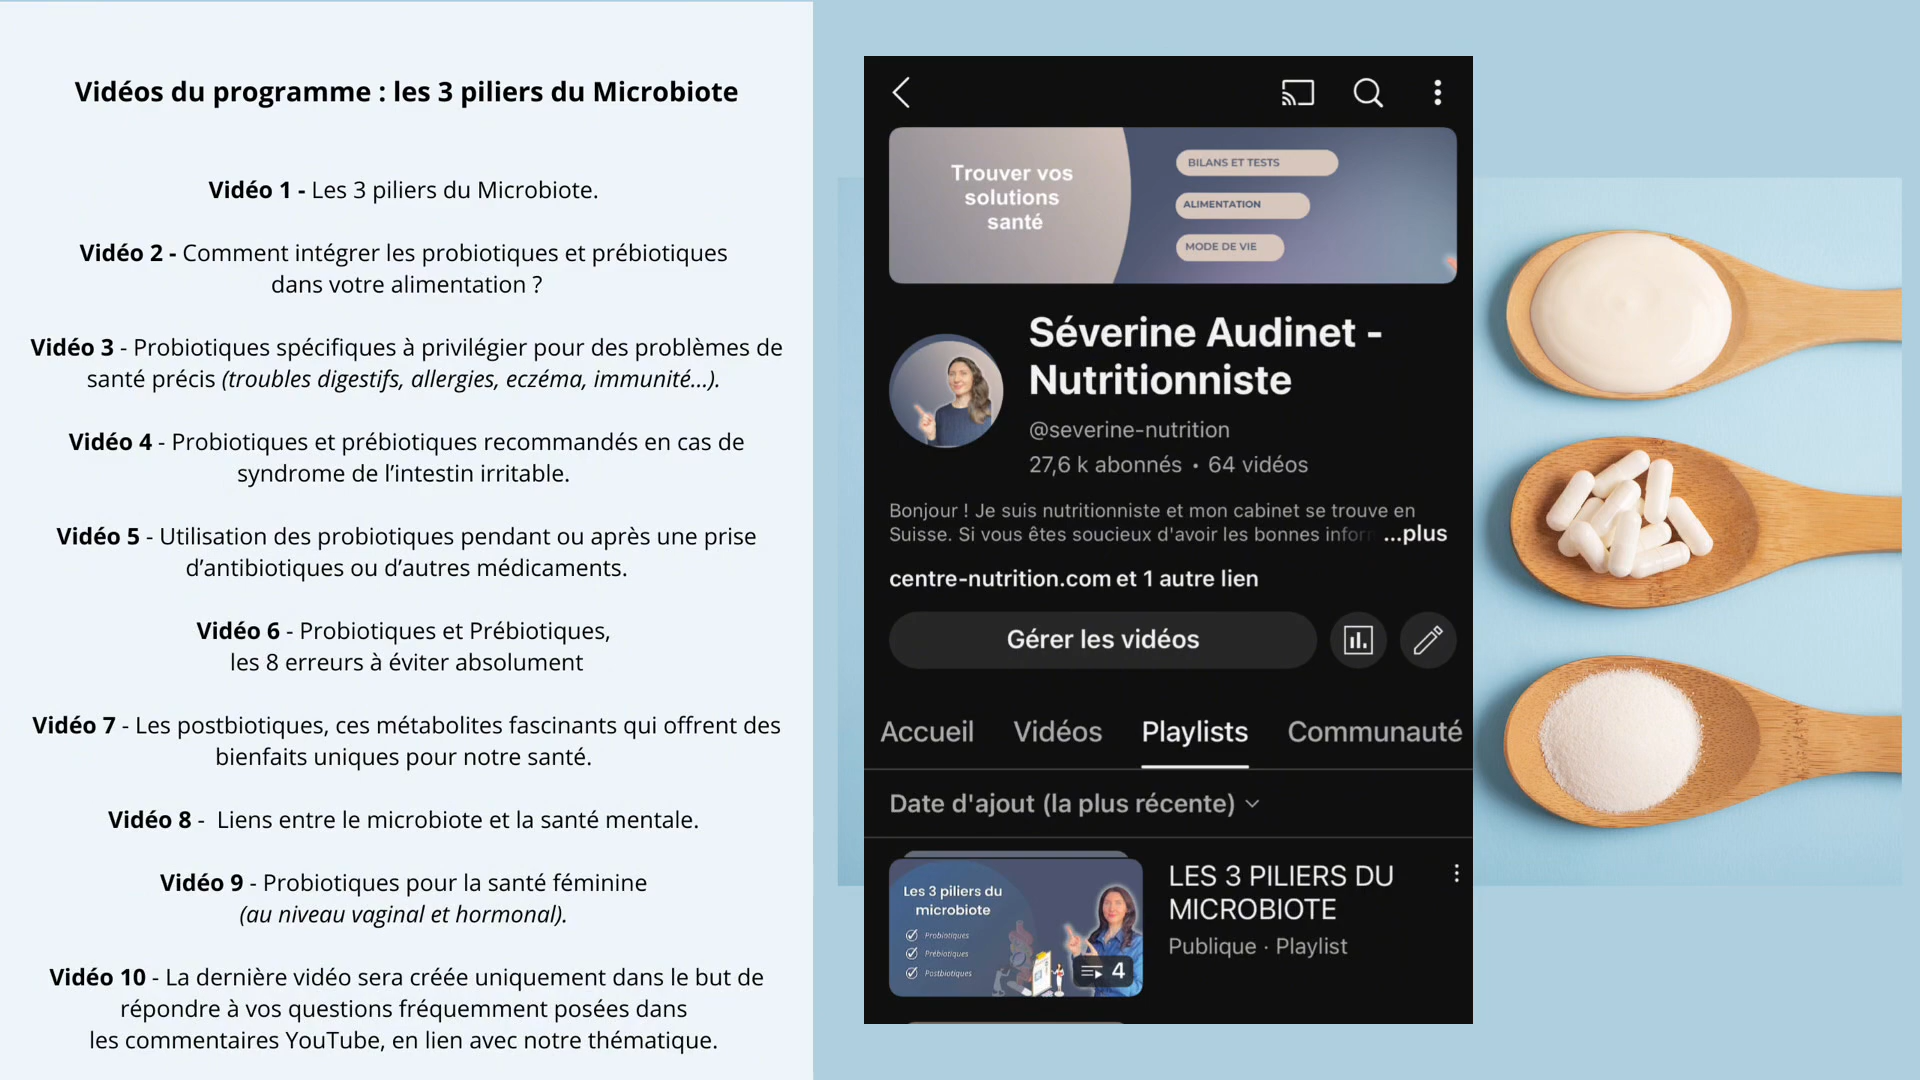 Vidéos du programme : les 3 piliers du Microbiote
Vidéo 1 - Les 3 piliers du Microbiote.
Vidéo 2 - Comment intégrer les probiotiques et prébiotiques
dans votre alimentation ?
Vidéo 3 - Probiotiques spécifiques à privilégier pour des problèmes de
santé précis (troubles digestifs, allergies, eczéma, immunité...).
Vidéo 4 - Probiotiques et prébiotiques recommandés en cas de
syndrome de l’intestin irritable.
Vidéo 5 - Utilisation des probiotiques pendant ou après une prise
d’antibiotiques ou d’autres médicaments.
Vidéo 6 - Probiotiques et Prébiotiques,
les 8 erreurs à éviter absolument
Vidéo 7 - Les postbiotiques, ces métabolites fascinants qui offrent des
bienfaits uniques pour notre santé.
Vidéo 8 - Liens entre le microbiote et la santé mentale.
Vidéo 9 - Probiotiques pour la santé féminine
(au niveau vaginal et hormonal).
Vidéo 10 - La dernière vidéo sera créée uniquement dans le but de
répondre à vos questions fréquemment posées dans
les commentaires YouTube, en lien avec notre thématique.
Trouver vos
solutions
santé
BILANS ET TESTS
ALIMENTATION
MODE DE VIE
Séverine Audinet -
Nutritionniste
@severine-nutrition
27,6 k abonnés • 64 vidéos
Bonjour ! Je suis nutritionniste et mon cabinet se trouve en
Suisse. Si vous êtes soucieux d'avoir les bonnes inform ...plus
centre-nutrition.com et 1 autre lien
Gérer les vidéos
Accueil Vidéos Playlists Communauté
Date d'ajout (la plus récente)
Les 3 piliers du
microbiote
Probiotiques
Prébiotiques
Postbiotiques
4
LES 3 PILIERS DU
MICROBIOTE
Publique · Playlist